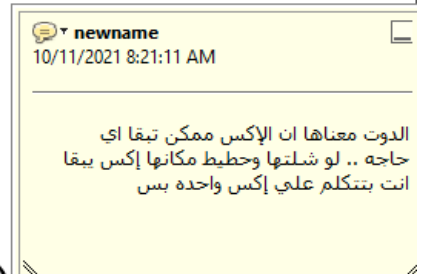 newname
10/11/2021 8:21:11 AM
الدوت معناها ان الإكس ممكن تبقا اي
حاجه .. لو شلتها وحطيط مكانها إكس يبقا
انت بتتكلم علي إكس واحده بس